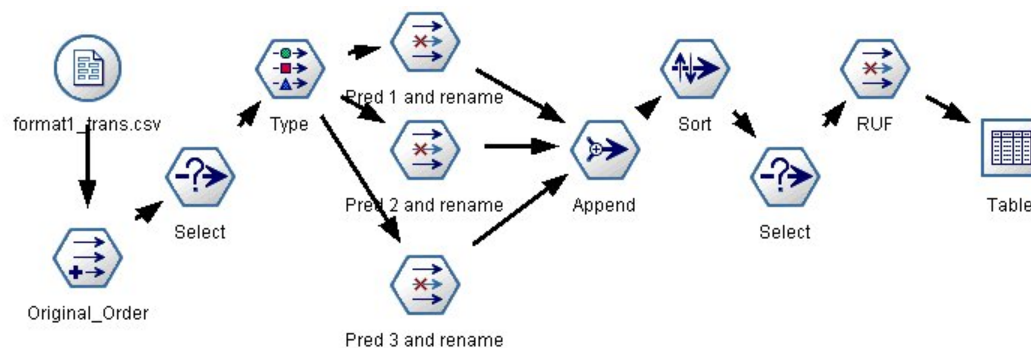 format1_trans.csv
Original_Order
Select
Type
Pred 1 and rename
Pred 2 and rename
Pred 3 and rename
Append
Sort
Select
RUF
Table